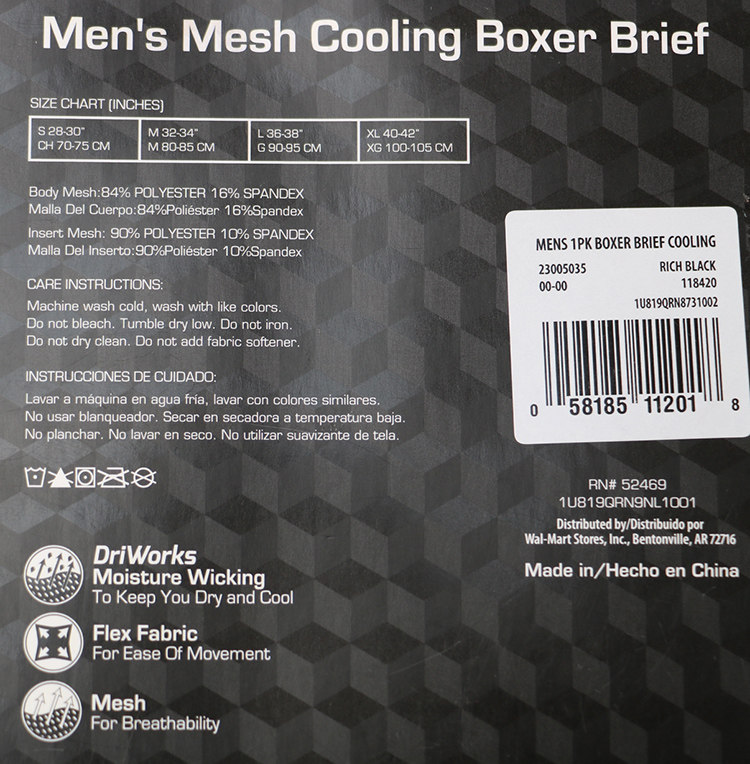 Men's Mesh Cooling Boxer Brief
SIZE CHART (INCHES)
S 28-30" M 32-34" L 36-38" XL 40-42"
CH 70-75 CM M 80-85 CM G 90-95 CM XG 100-105 CM
Body Mesh:84% POLYESTER 16% SPANDEX
Malla Del Cuerpo:84%Poliéster 16%Spandex
Insert Mesh: 90% POLYESTER 10% SPANDEX
Malla Del Inserto:90%Poliéster 10%Spandex
CARE INSTRUCTIONS:
Machine wash cold, wash with like colors.
Do not bleach. Tumble dry low. Do not iron.
Do not dry clean. Do not add fabric softener.
INSTRUCCIONES DE CUIDADO:
Lavar a máquina en agua fría, lavar con colores similares.
No usar blanqueador. Secar en secadora a temperatura baja.
No planchar. No lavar en seco. No utilizar suavizante de tela.
DriWorks
Moisture Wicking
To Keep You Dry and Cool
Flex Fabric
For Ease Of Movement
Mesh
For Breathability
MENS 1PK BOXER BRIEF COOLING
23005035 RICH BLACK
00-00 118420
1U819QRN8731002
0 58185 11201 8
RN# 52469
1U819QRN9NL1001
Distributed by/Distribuido por
Wal-Mart Stores, Inc., Bentonville, AR 72716
Made in/Hecho en China